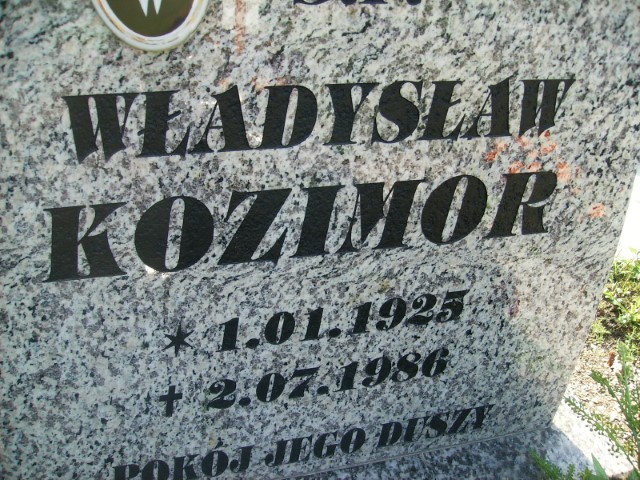 WŁADYSŁAW
KOZIMOR
* 1.01.1925
† 2.07.1986
POKÓJ JEGO DUSZY